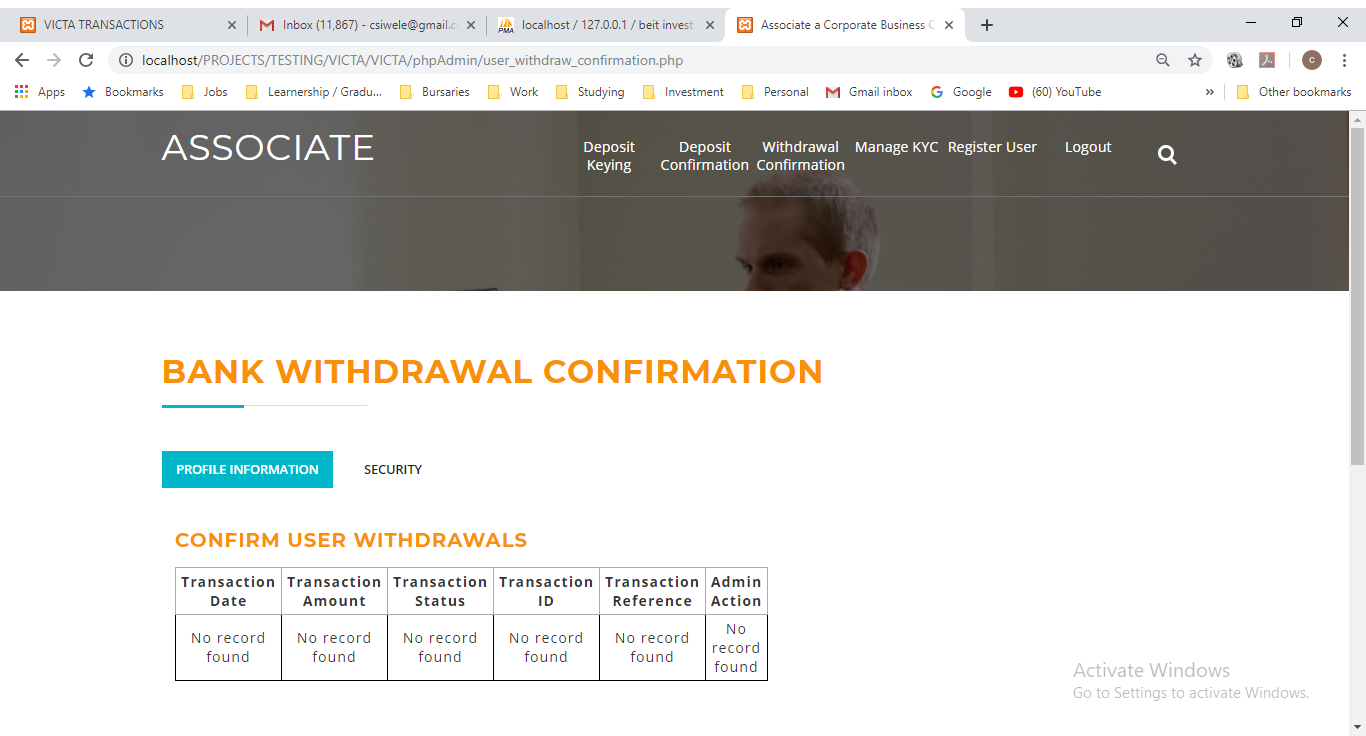 VICTA TRANSACTIONS
Inbox (11,867) - csiwele@gmail.c
localhost / 127.0.0.1 / beit invest
Associate a Corporate Business C
localhost/PROJECTS/TESTING/VICTA/VICTA/phpAdmin/user_withdraw_confirmation.php
c
Apps
Bookmarks
Jobs
Learnership / Gradu...
Bursaries
Work
Studying
Investment
Personal
Gmail inbox
Google
(60) YouTube
»
Other bookmarks
ASSOCIATE
Deposit
Keying
Deposit
Confirmation
Withdrawal
Confirmation
Manage KYC
Register User
Logout
BANK WITHDRAWAL CONFIRMATION
PROFILE INFORMATION
SECURITY
CONFIRM USER WITHDRAWALS
Transaction
Date
Transaction
Amount
Transaction
Status
Transaction
ID
Transaction
Reference
Admin
Action
No record
found
No record
found
No record
found
No record
found
No record
found
No
record
found
Activate Windows
Go to Settings to activate Windows.